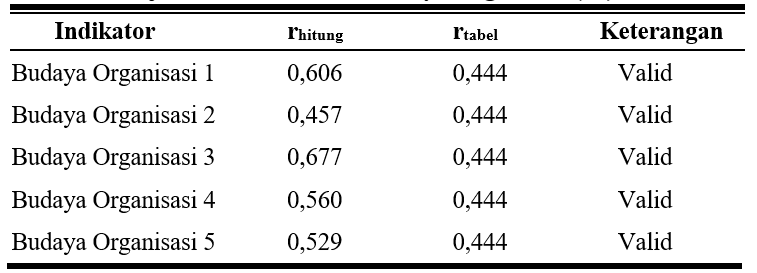 Indikator rhitung rtabel Keterangan
Budaya Organisasi 1 0,606 0,444 Valid
Budaya Organisasi 2 0,457 0,444 Valid
Budaya Organisasi 3 0,677 0,444 Valid
Budaya Organisasi 4 0,560 0,444 Valid
Budaya Organisasi 5 0,529 0,444 Valid